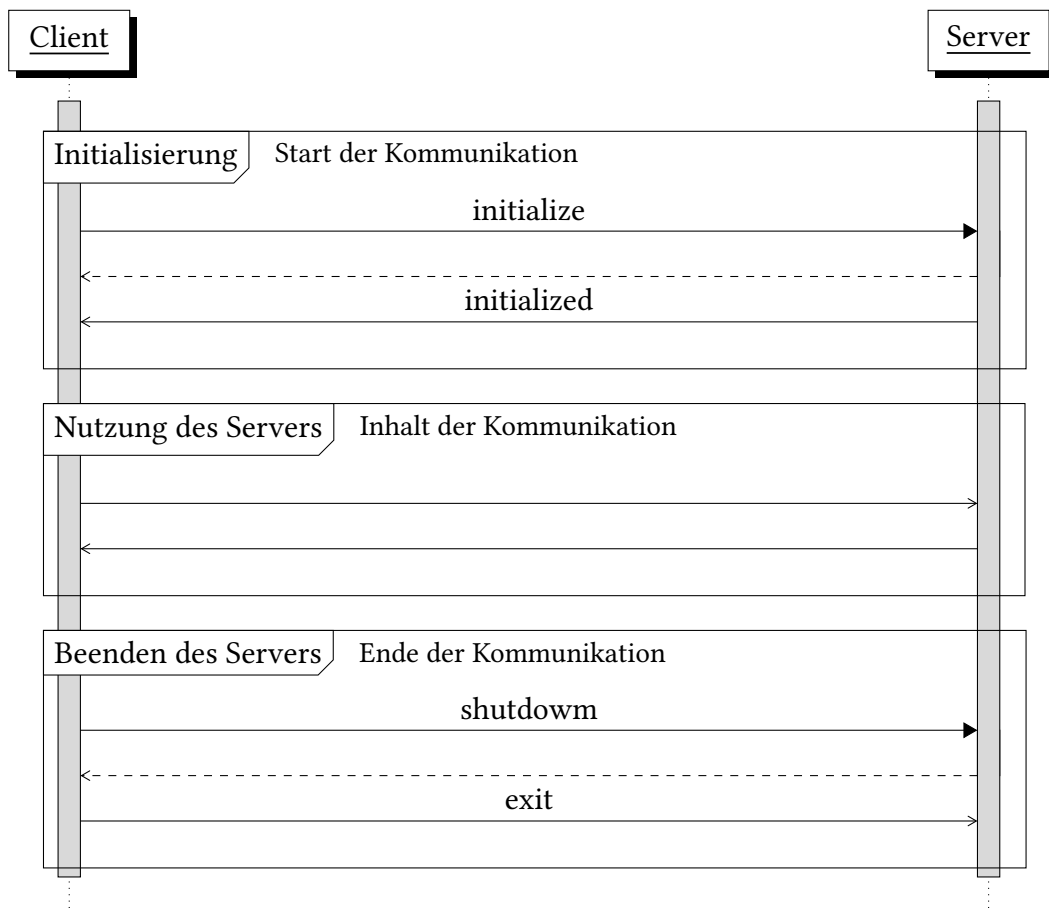 Client
Server
Initialisierung
Start der Kommunikation
initialize
initialized
Nutzung des Servers
Inhalt der Kommunikation
Beenden des Servers
Ende der Kommunikation
shutdowm
exit